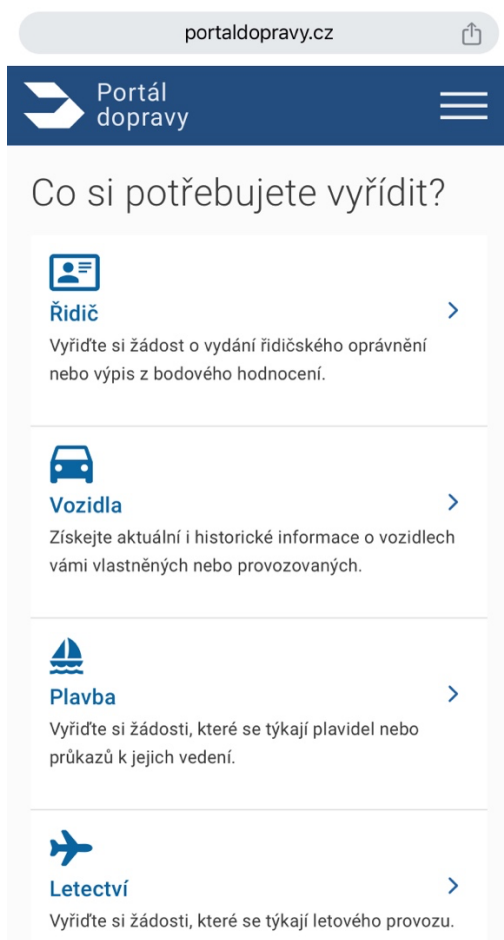 portaldopravy.cz
Portál
dopravy
Co si potřebujete vyřídit?
Řidič
Vyřiďte si žádost o vydání řidičského oprávnění
nebo výpis z bodového hodnocení.
Vozidla
Získejte aktuální i historické informace o vozidlech
vámi vlastněných nebo provozovaných.
Plavba
Vyřiďte si žádosti, které se týkají plavidel nebo
průkazů k jejich vedení.
Letectví
Vyřiďte si žádosti, které se týkají letového provozu.